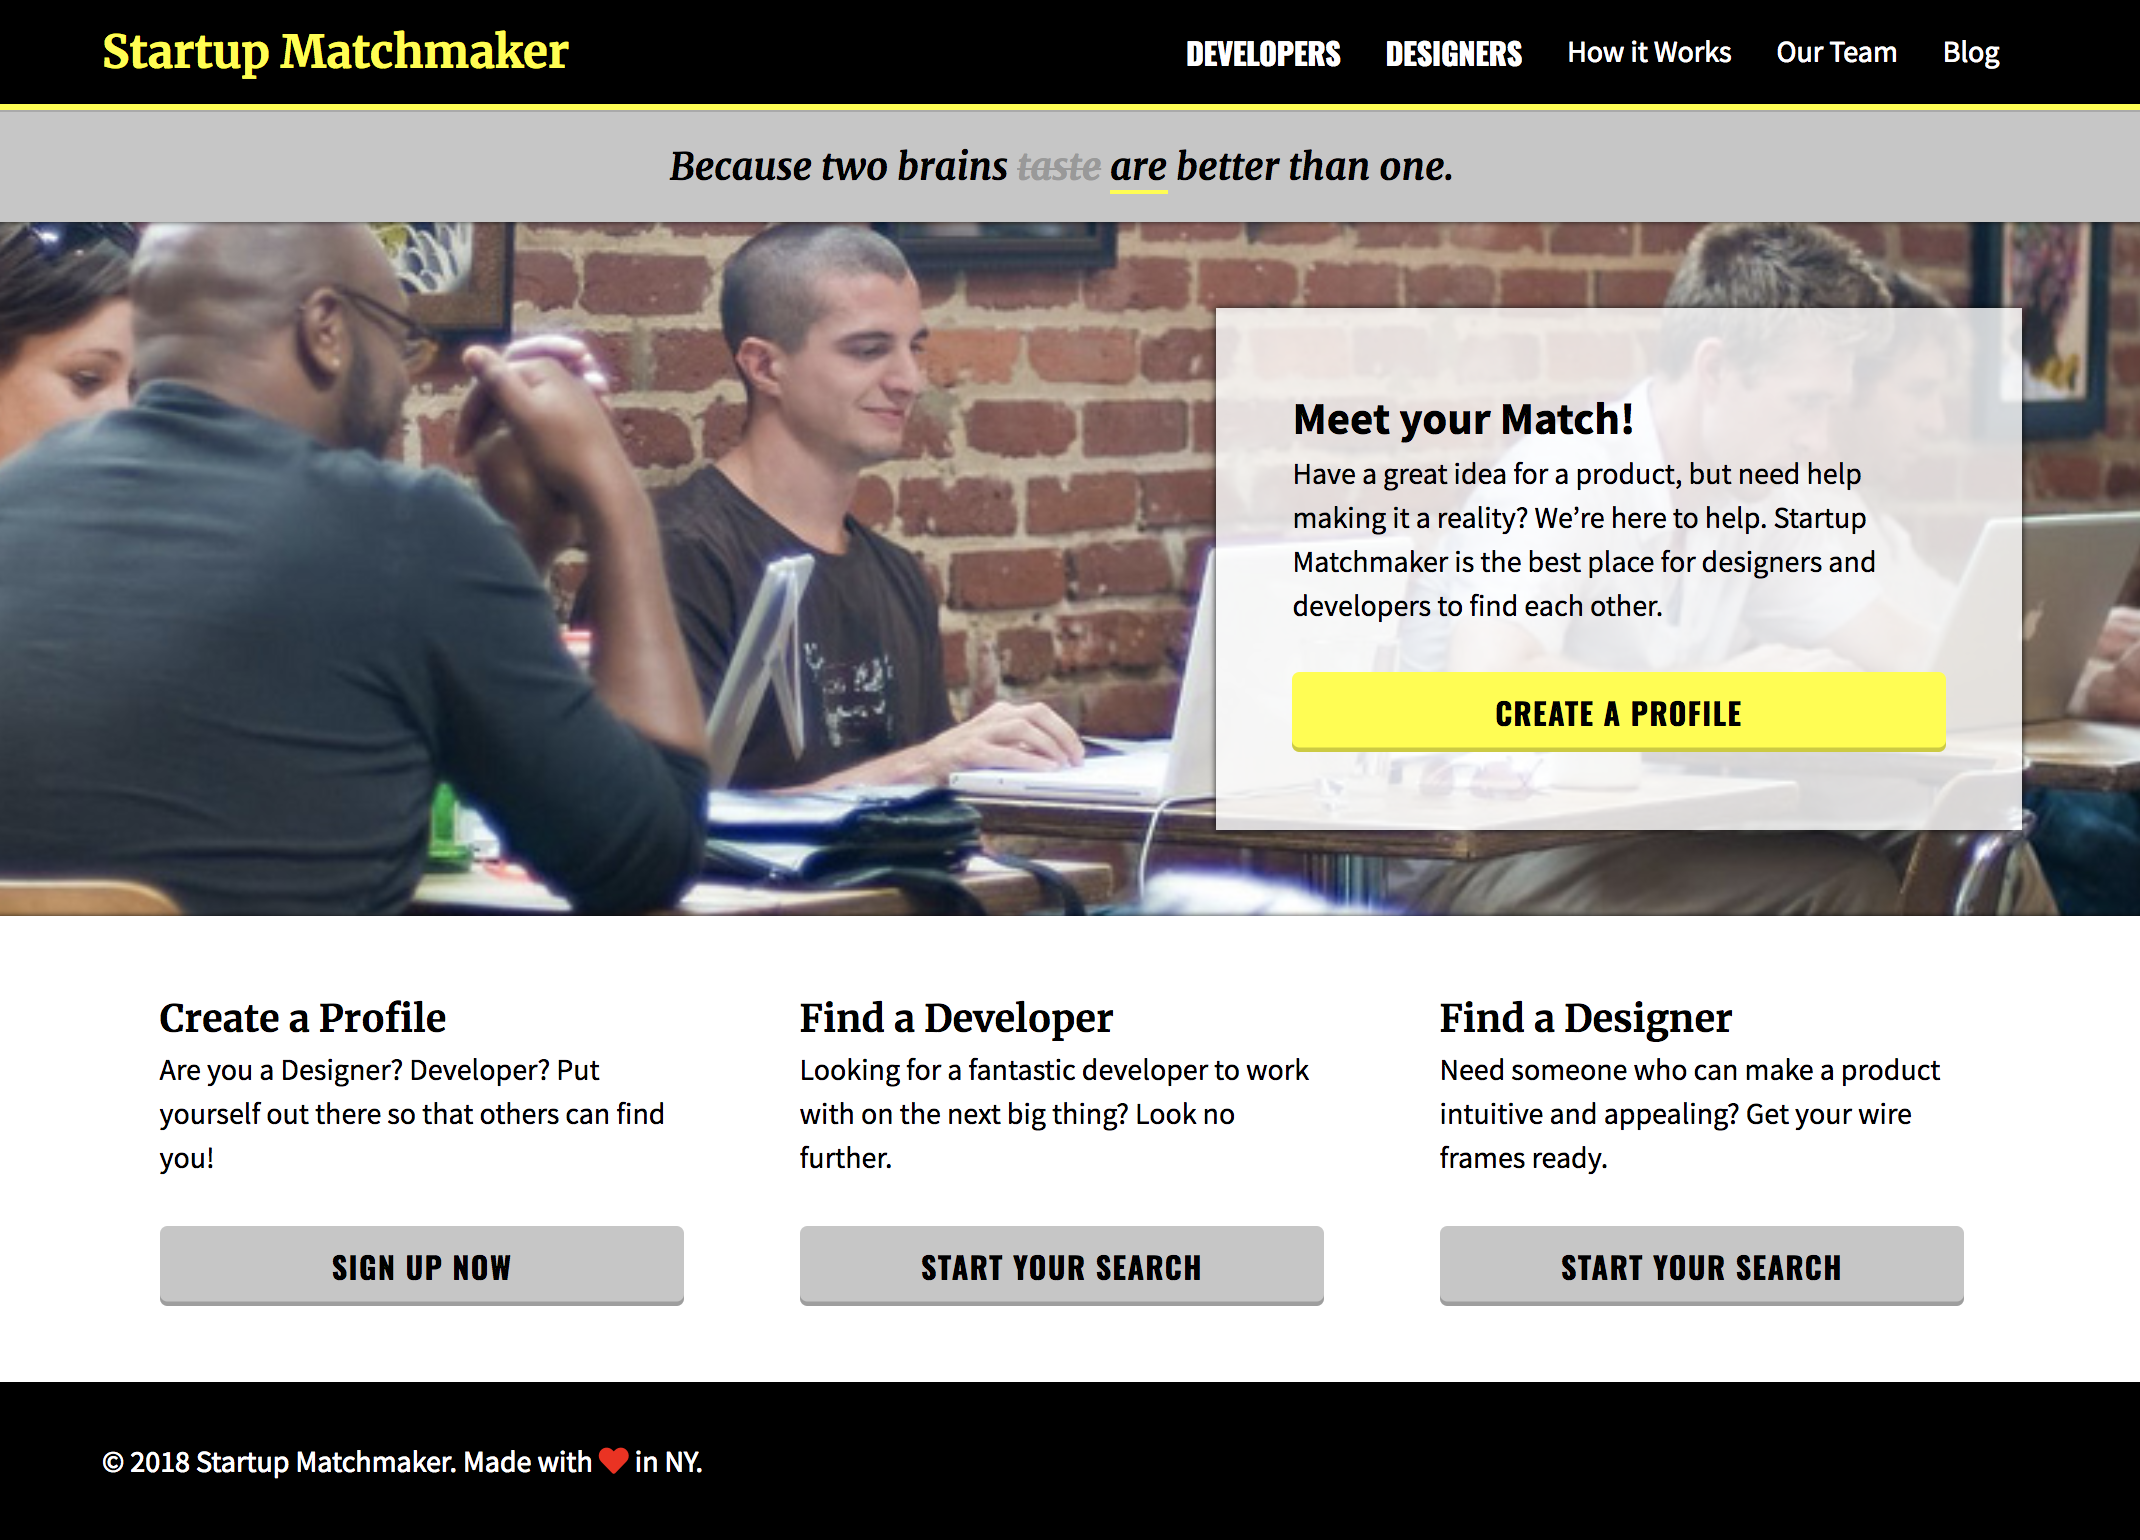 Startup Matchmaker
DEVELOPERS DESIGNERS How it Works Our Team Blog
Because two brains taste are better than one.
Meet your Match!
Have a great idea for a product, but need help
making it a reality? We’re here to help. Startup
Matchmaker is the best place for designers and
developers to find each other.
CREATE A PROFILE
Create a Profile
Are you a Designer? Developer? Put
yourself out there so that others can find
you!
SIGN UP NOW
Find a Developer
Looking for a fantastic developer to work
with on the next big thing? Look no
further.
START YOUR SEARCH
Find a Designer
Need someone who can make a product
intuitive and appealing? Get your wire
frames ready.
START YOUR SEARCH
© 2018 Startup Matchmaker. Made with ❤ in NY.